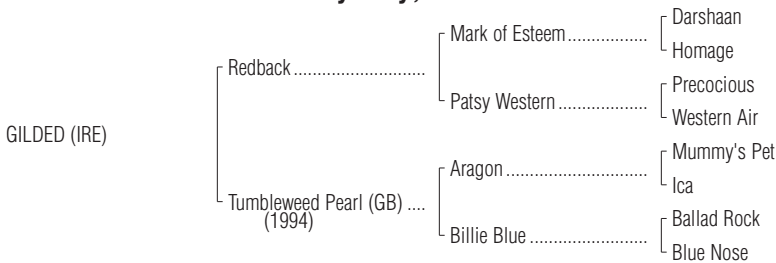 Darshaan
Mark of Esteem.................
Homage
Redback............................
Precocious
Patsy Western...................
Western Air
GILDED (IRE)
Mummy's Pet
Aragon..............................
Ica
Tumbleweed Pearl (GB) ....
(1994)
Ballad Rock
Billie Blue.........................
Blue Nose